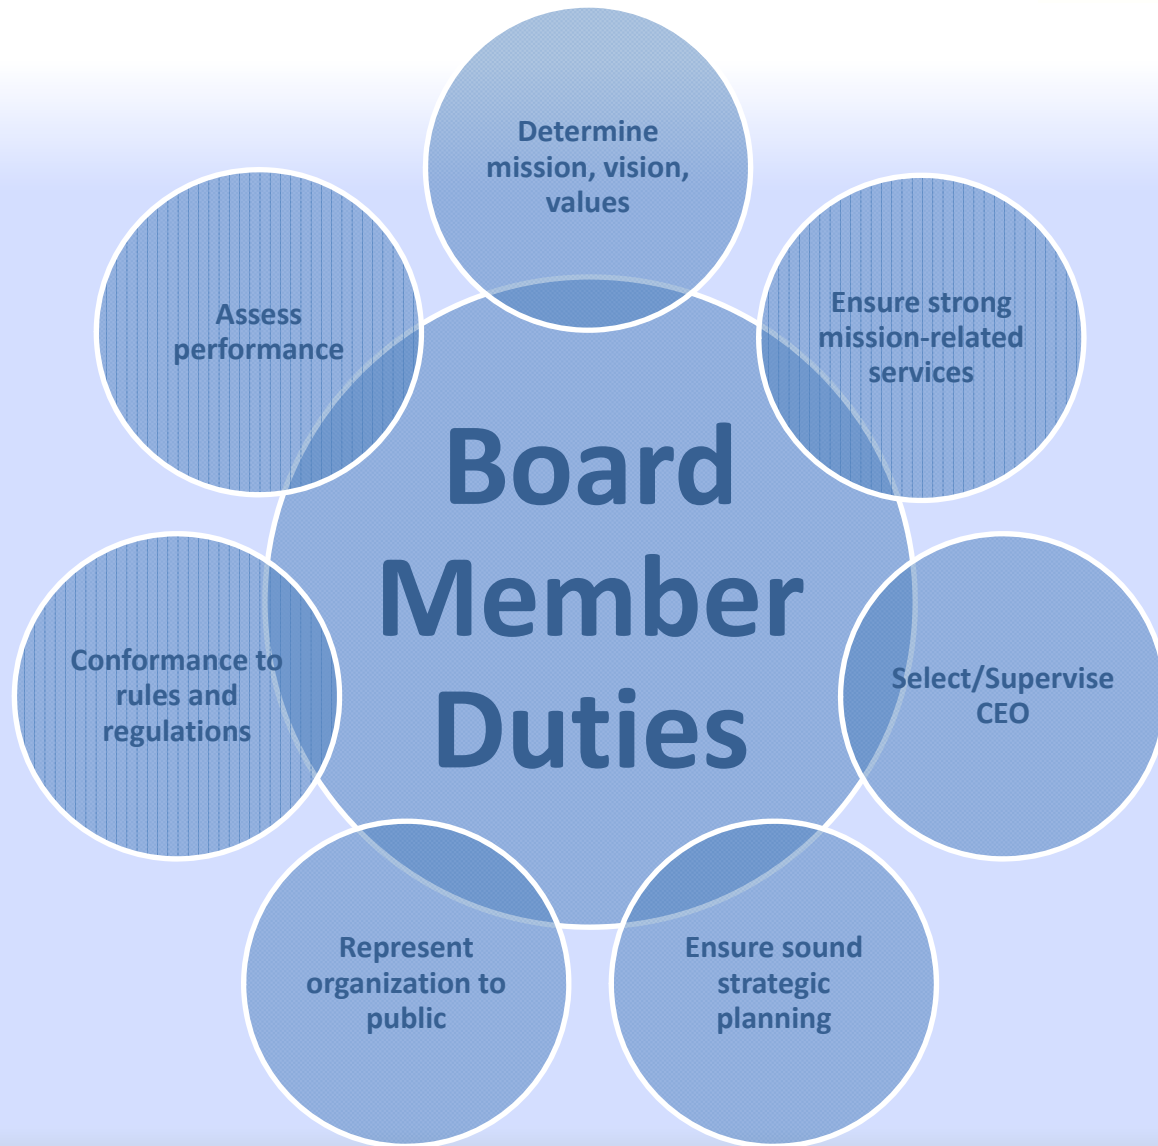 Determine
mission, vision,
values
Ensure strong
mission-related
services
Select/Supervise
CEO
Ensure sound
strategic
planning
Represent
organization to
public
Conformance to
rules and
regulations
Assess
performance
Board
Member
Duties